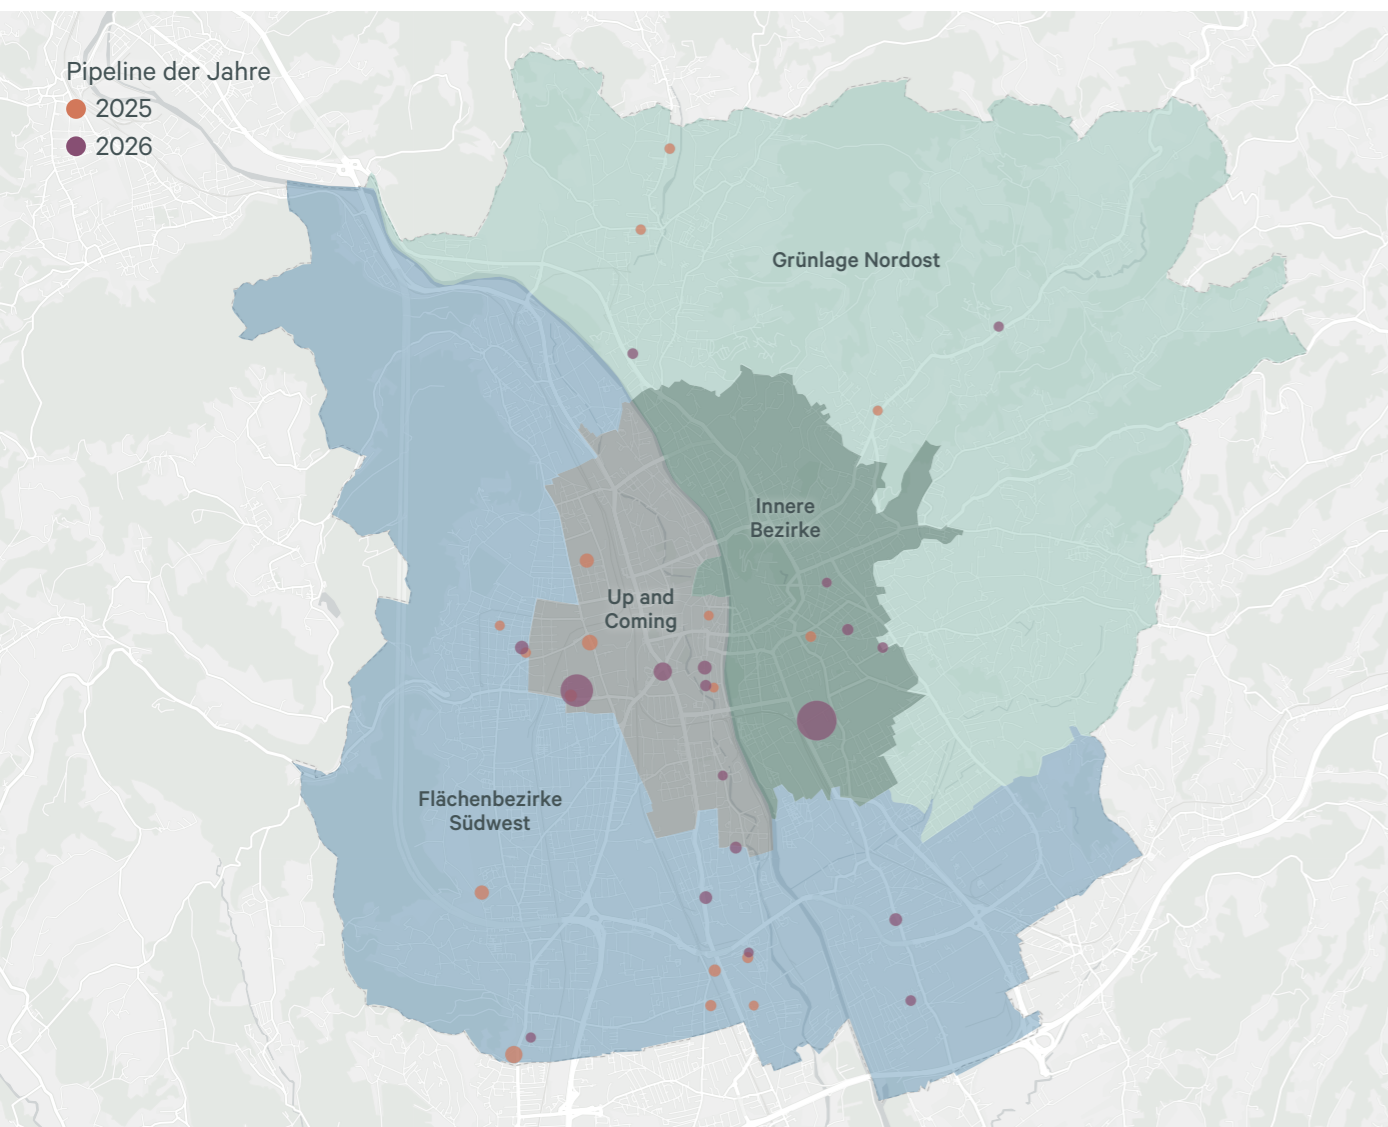 Pipeline der Jahre
2025
2026
Grünlage Nordost
Innere
Bezirke
Up and
Coming
Flächenbezirke
Südwest